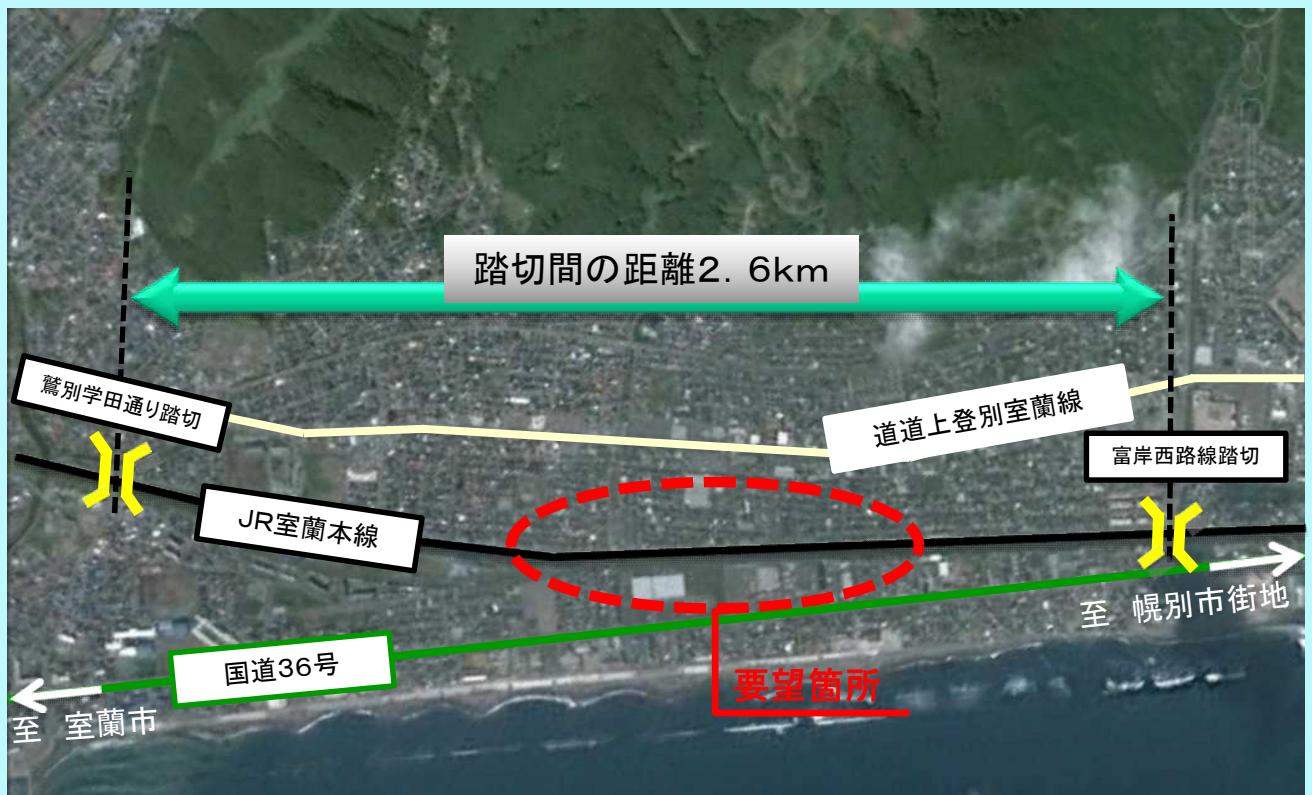 踏切間の距離2．6km
鷲別学田通り踏切
道道上登別室蘭線
富岸西路線踏切
JR室蘭本線
至　幌別市街地
国道36号
要望箇所
至　室蘭市